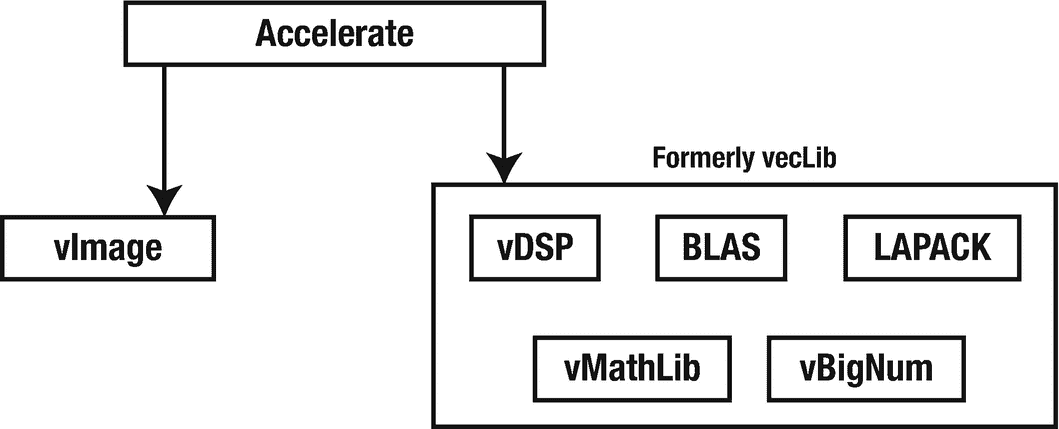 Accelerate
Formerly vecLib
vImage
vDSP
BLAS
LAPACK
vMathLib
vBigNum